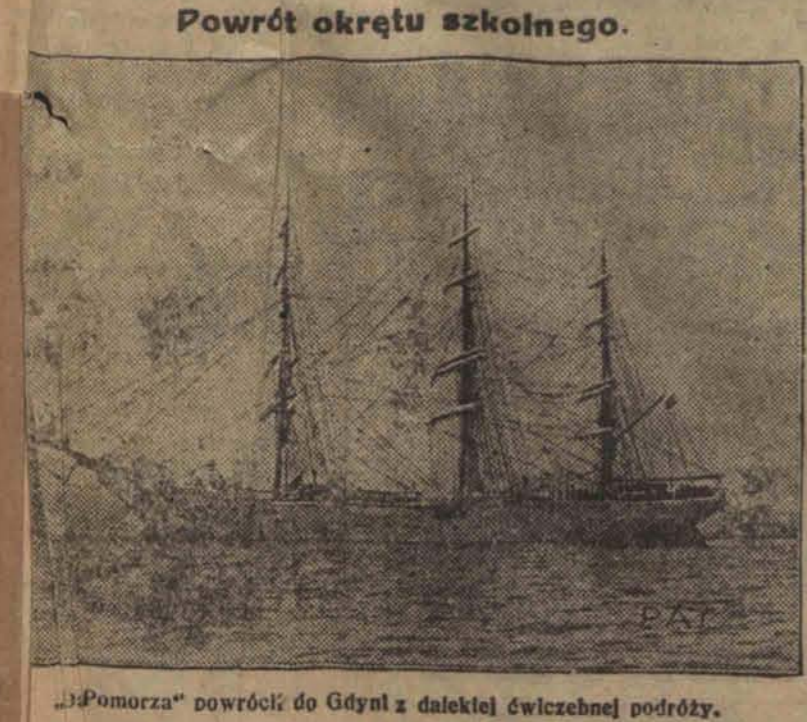 Powrót okrętu szkolnego.
PAT
„D. Pomorza“ powrócił do Gdyni z dalekiej ćwiczebnej podróży.